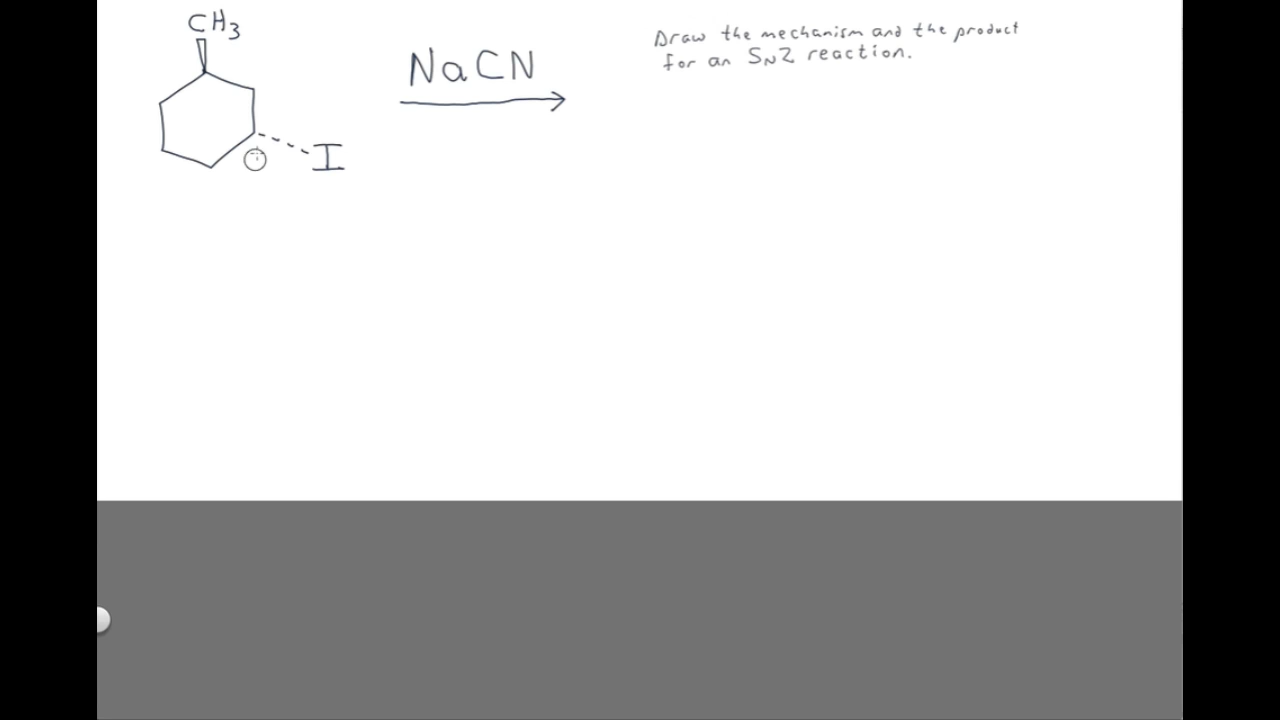 CH3
NaCN
I
Draw the mechanism and the product
for an SN2 reaction.